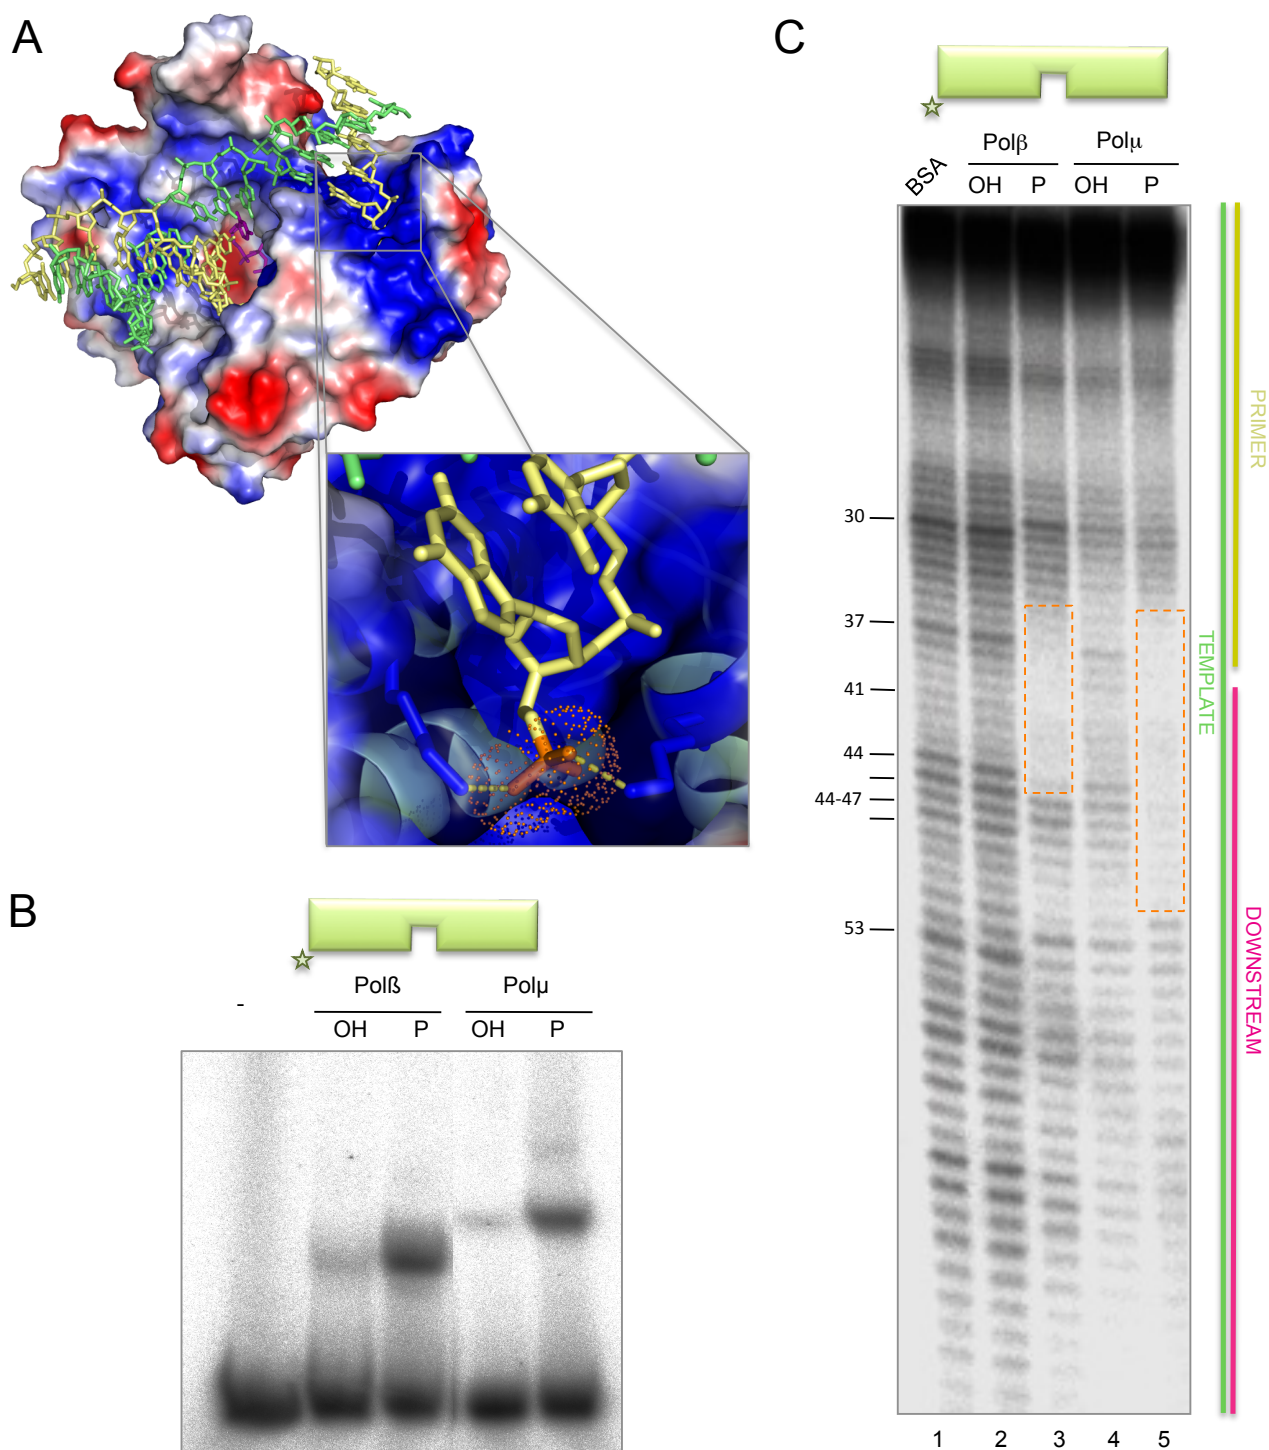 A
B
-
Polß
Polµ
OH
P
OH
P
C
BSA
Polβ
Polµ
OH
P
OH
P
30
37
41
44
44-47
53
PRIMER
TEMPLATE
DOWNSTREAM
1 2 3 4 5